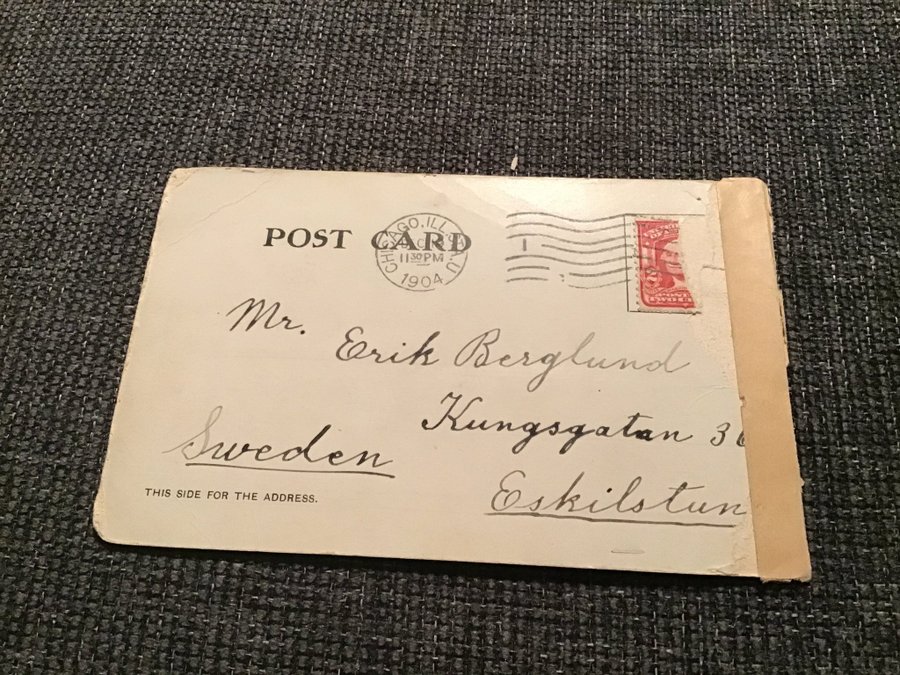 POST CARD
CHICAGO, ILL.
11 30 PM
1904
Mr.
Erik Berglund
Kungsgatan 36
Eskilstun
Sweden
THIS SIDE FOR THE ADDRESS.